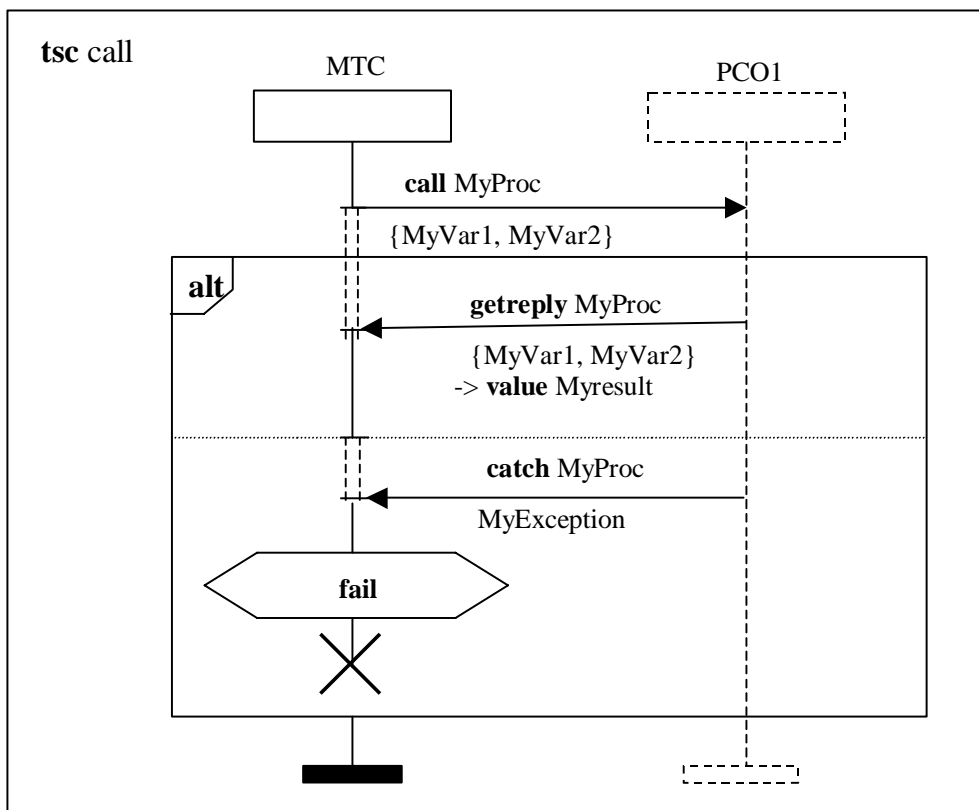 tsc call
MTC
PCO1
call MyProc
{MyVar1, MyVar2}
alt
getreply MyProc
{MyVar1, MyVar2}
-> value Myresult
catch MyProc
MyException
fail